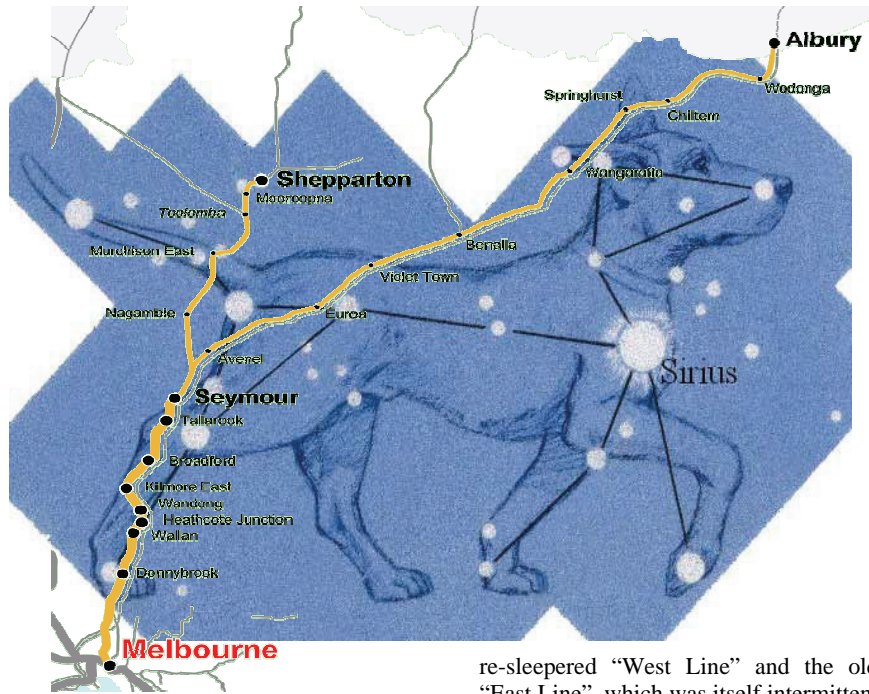 Albury
Wodonga
Springhurst
Chiltern
Wangaratta
Shepparton
Mooroopna
Toolomba
Benalla
Murchison East
Violet Town
Nagambie
Euroa
Avenel
Sirius
Seymour
Tallarook
Broadford
Kilmore East
Wandong
Heathcote Junction
Wallan
Donnybrook
Melbourne
re-sleepered “West Line” and the old
“East Line”, which was itself intermitten